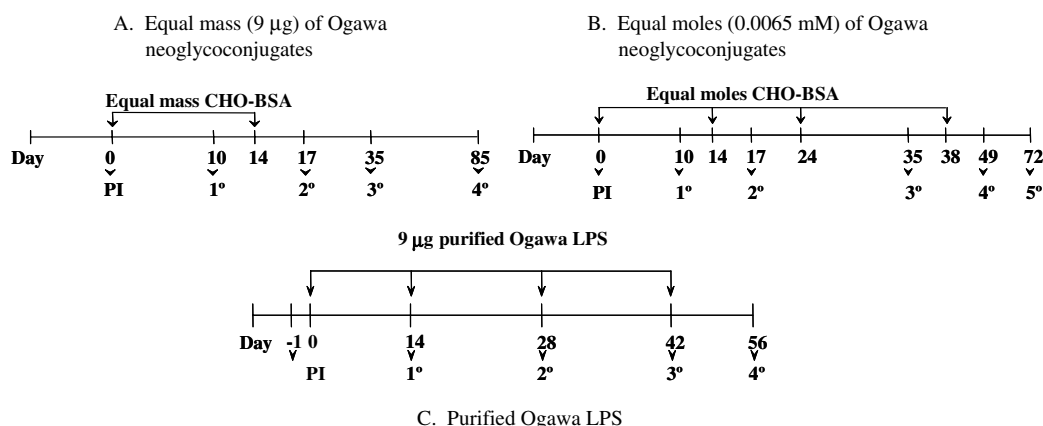 A. Equal mass (9 μg) of Ogawa
neoglycoconjugates
Equal mass CHO-BSA
Day 0 10 14 17 35 85
PI 1º 2º 3º 4º
B. Equal moles (0.0065 mM) of Ogawa
neoglycoconjugates
Equal moles CHO-BSA
Day 0 10 14 17 24 35 38 49 72
PI 1º 2º 3º 4º 5º
9 μg purified Ogawa LPS
Day -1 0 14 28 42 56
PI 1º 2º 3º 4º
C. Purified Ogawa LPS